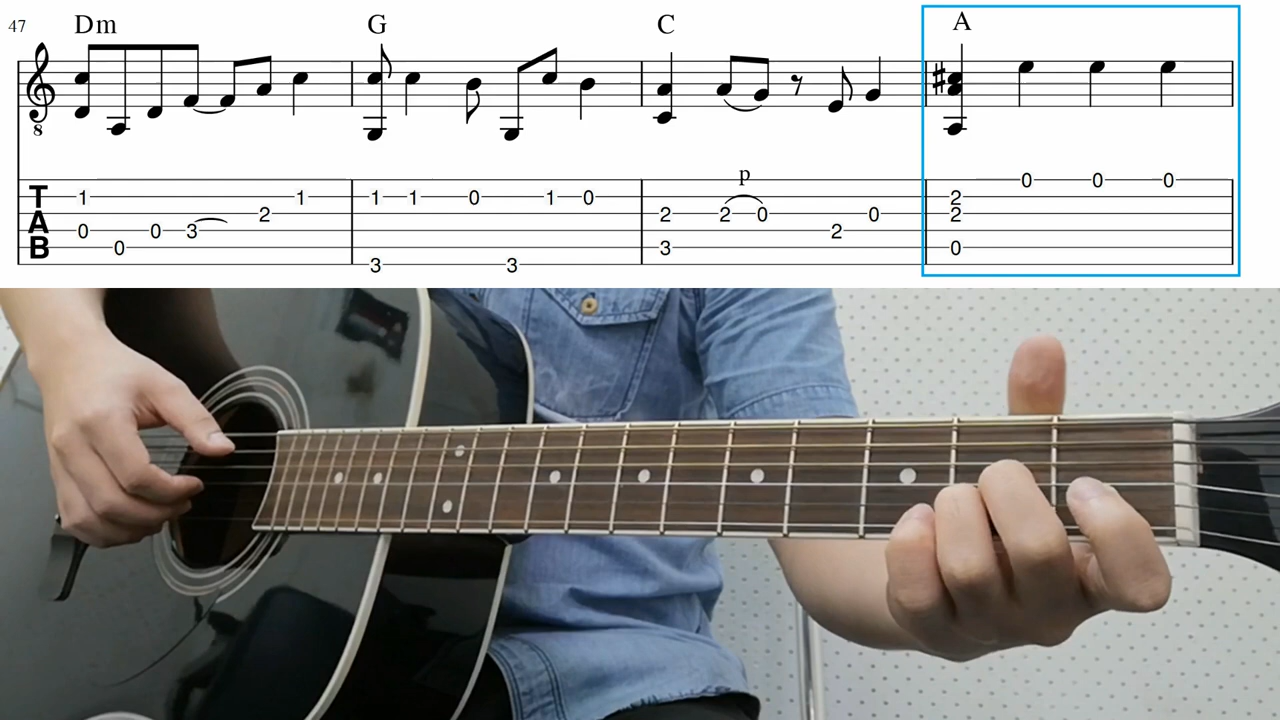 47 Dm G C A
8
p
T 1 1 1 1 0 1 0 0 0 0
A 2 2 2 0 0 2 2
B 0 0 0 3 3 2 0
3 3